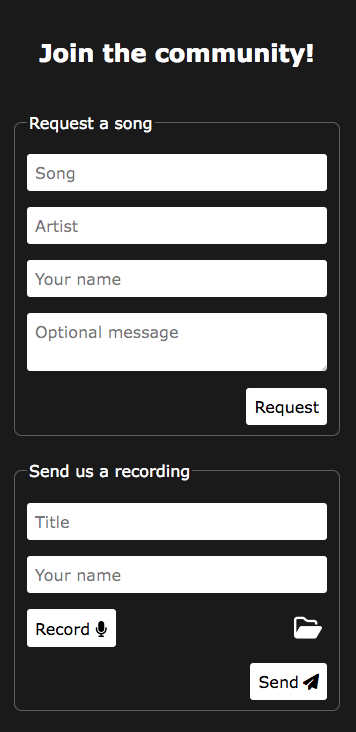 Join the community!
Request a song
Song
Artist
Your name
Optional message
Request
Send us a recording
Title
Your name
Record
Send